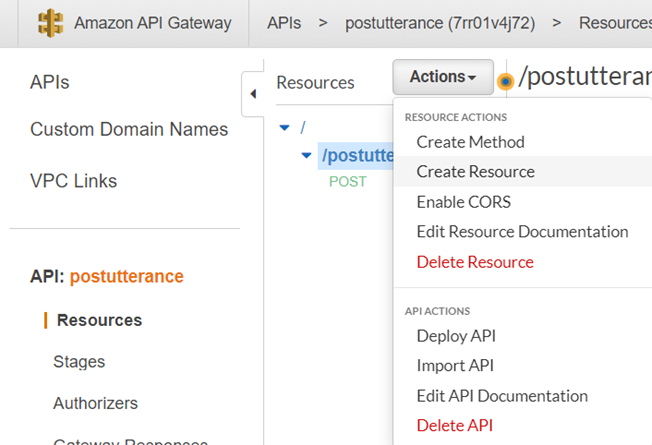 Amazon API Gateway
APIs > postutterance (7rr01v4j72) > Resources
APIs
Custom Domain Names
VPC Links
API: postutterance
Resources
Stages
Authorizers
Gateway Responses
Resources
/
/postutte
POST
Actions
/postutteran
RESOURCE ACTIONS
Create Method
Create Resource
Enable CORS
Edit Resource Documentation
Delete Resource
API ACTIONS
Deploy API
Import API
Edit API Documentation
Delete API